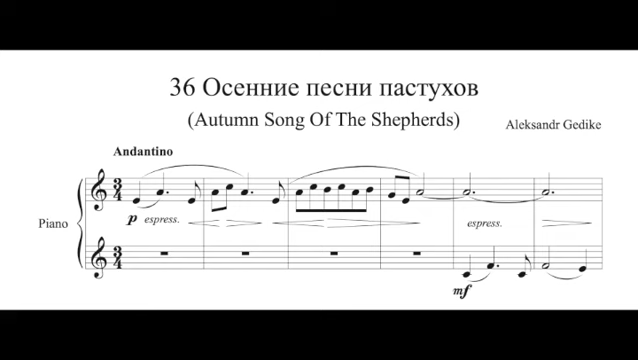 36 Осенние песни пастухов
(Autumn Song Of The Shepherds)
Aleksandr Gedike
Andantino
Piano
p espress.
espress.
mf